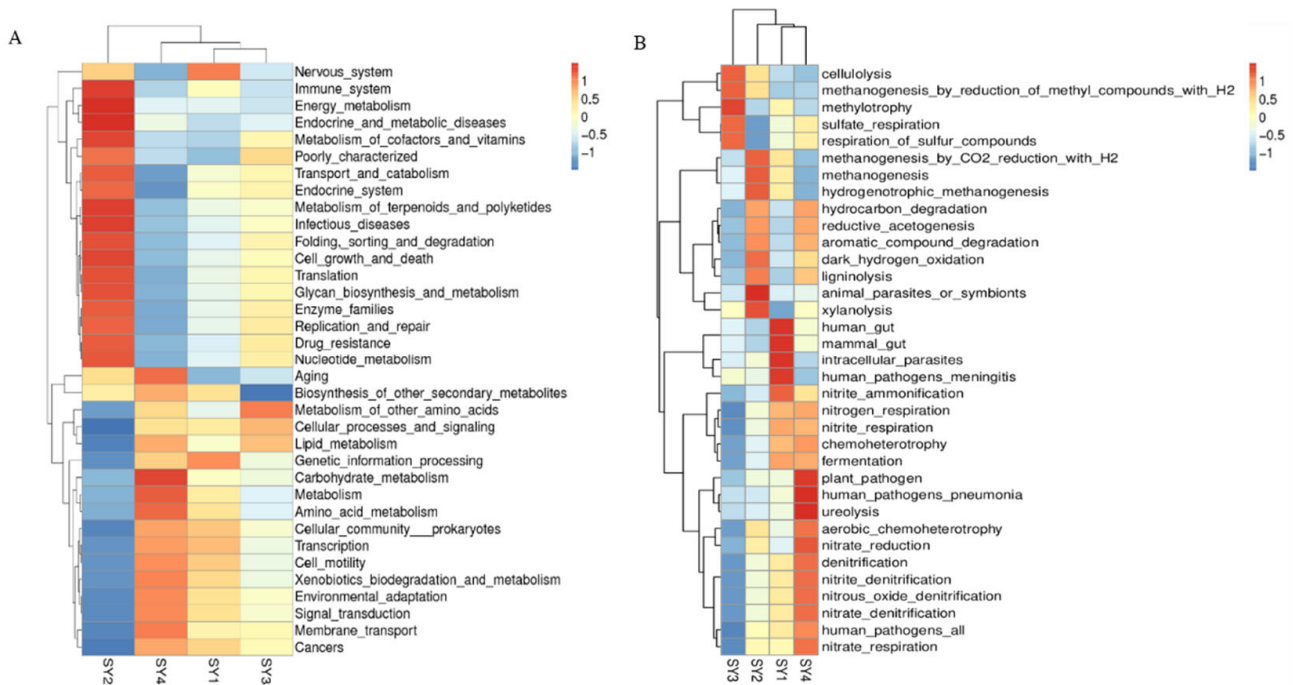 A
Nervous_system
Immune_system
Energy_metabolism
Endocrine_and_metabolic_diseases
Metabolism_of_cofactors_and_vitamins
Poorly_characterized
Transport_and_catabolism
Endocrine_system
Metabolism_of_terpenoids_and_polyketides
Infectious_diseases
Folding,_sorting_and_degradation
Cell_growth_and_death
Translation
Glycan_biosynthesis_and_metabolism
Enzyme_families
Replication_and_repair
Drug_resistance
Nucleotide_metabolism
Aging
Biosynthesis_of_other_secondary_metabolites
Metabolism_of_other_amino_acids
Cellular_processes_and_signaling
Lipid_metabolism
Genetic_information_processing
Carbohydrate_metabolism
Metabolism
Amino_acid_metabolism
Cellular_community___prokaryotes
Transcription
Cell_motility
Xenobiotics_biodegradation_and_metabolism
Environmental_adaptation
Signal_transduction
Membrane_transport
Cancers
SY2
SY4
SY1
SY3
1
0.5
−0.5
−1
B
cellulolysis
methanogenesis_by_reduction_of_methyl_compounds_with_H2
methylotrophy
sulfate_respiration
respiration_of_sulfur_compounds
methanogenesis_by_CO2_reduction_with_H2
methanogenesis
hydrogenotrophic_methanogenesis
hydrocarbon_degradation
reductive_acetogenesis
aromatic_compound_degradation
dark_hydrogen_oxidation
ligninolysis
animal_parasites_or_symbionts
xylanolysis
human_gut
mammal_gut
intracellular_parasites
human_pathogens_meningitis
nitrite_ammonification
nitrogen_respiration
nitrite_respiration
chemoheterotrophy
fermentation
plant_pathogen
human_pathogens_pneumonia
ureolysis
aerobic_chemoheterotrophy
nitrate_reduction
denitrification
nitrite_denitrification
nitrous_oxide_denitrification
nitrate_denitrification
human_pathogens_all
nitrate_respiration
SY3
SY2
SY1
SY4
1
0.5
−0.5
−1